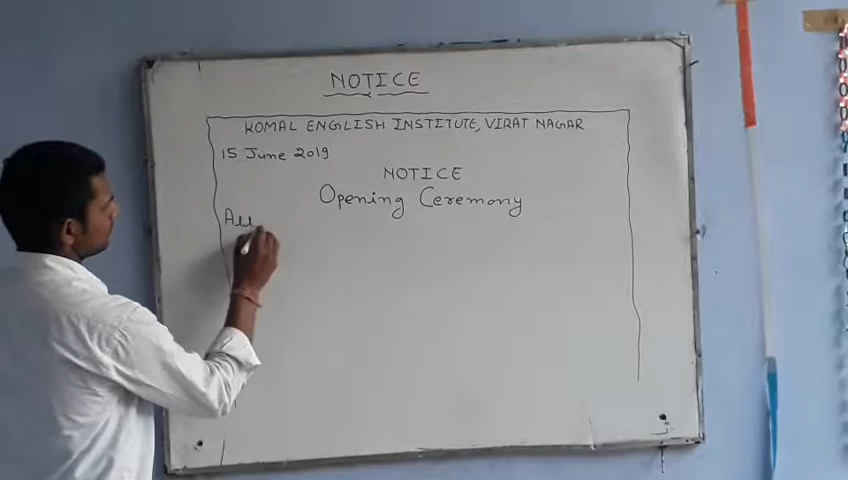 NOTICE
KOMAL ENGLISH INSTITUTE, VIRAT NAGAR
15 June 2019
NOTICE
Opening Ceremony
All